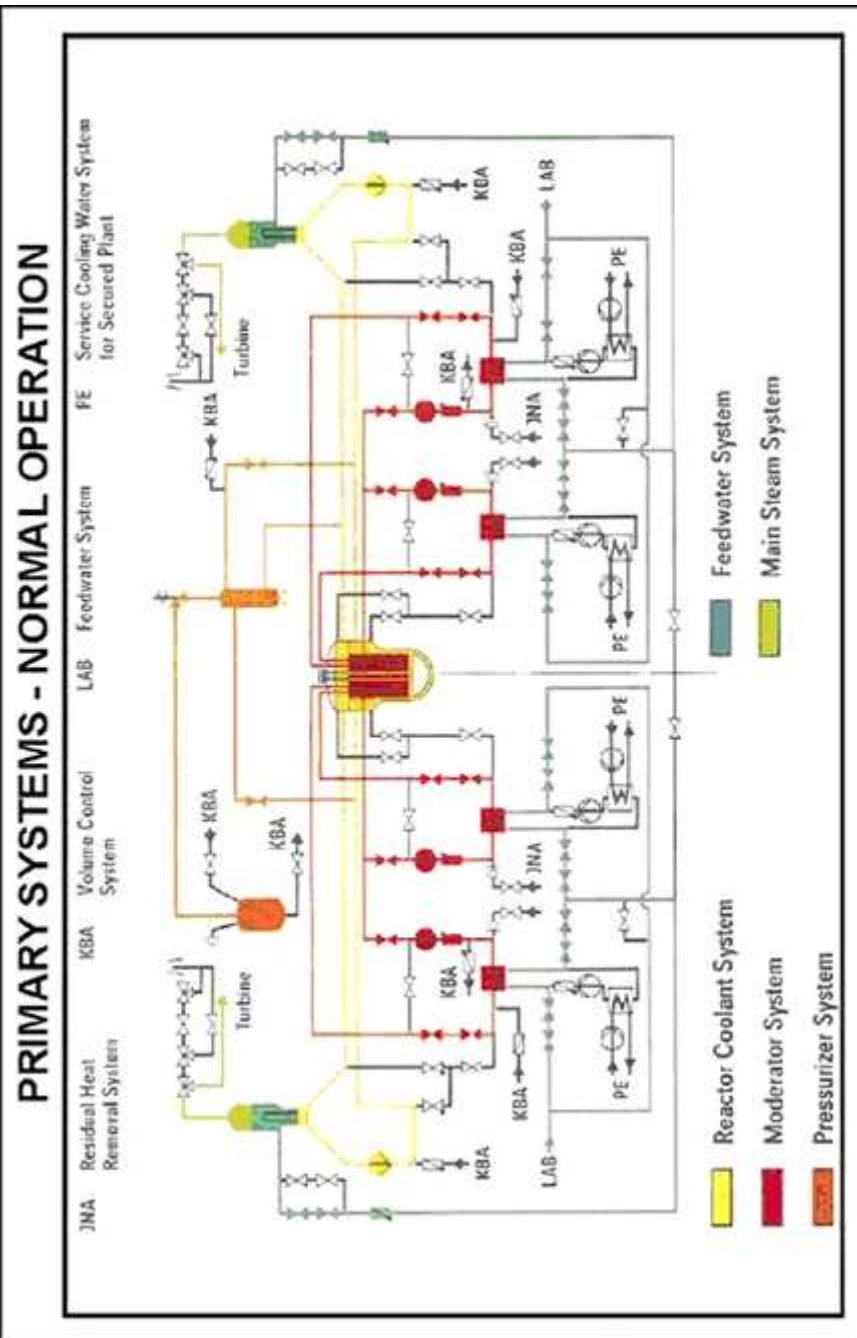 PRIMARY SYSTEMS - NORMAL OPERATION
JNA Residual Heat Removal System
KBA Volume Control System
LAB Feedwater System
PE Service Cooling Water System for Secured Plant
Turbine
KBA
KBA
KBA
Turbine
KBA
KBA
KBA
JNA
JNA
KBA
KBA
KBA
LAB
LAB
PE
PE
PE
PE
Reactor Coolant System
Moderator System
Pressurizer System
Feedwater System
Main Steam System